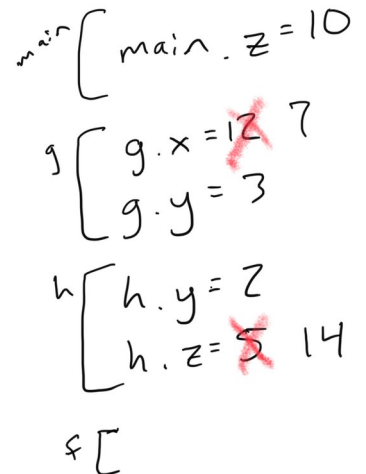 main [ main.z = 10
g [ g.x = 12 7
g.y = 3
h [ h.y = 2
h.z = 5 14
f [